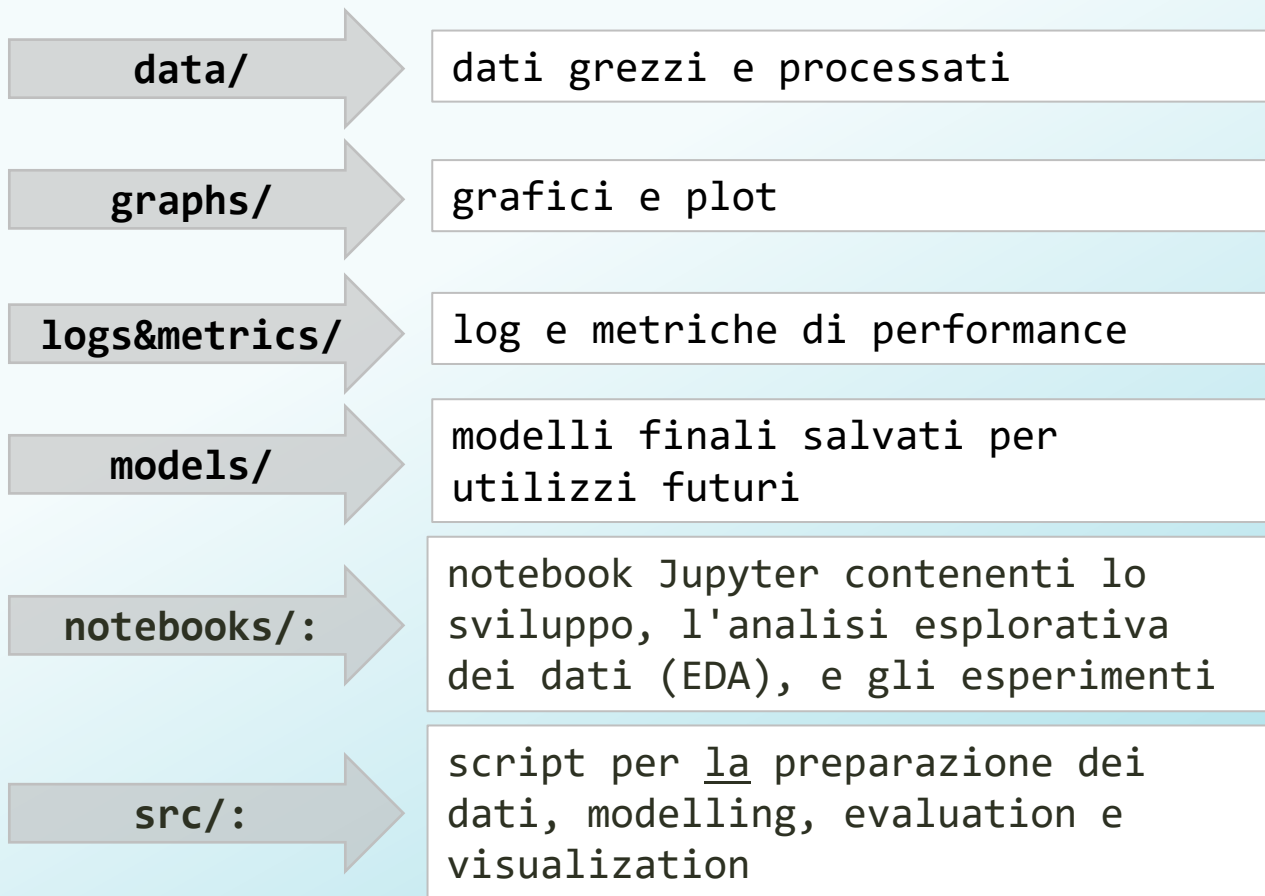 data/
dati grezzi e processati
graphs/
grafici e plot
logs&metrics/
log e metriche di performance
models/
modelli finali salvati per
utilizzi futuri
notebooks/:
notebook Jupyter contenenti lo
sviluppo, l'analisi esplorativa
dei dati (EDA), e gli esperimenti
src/:
script per la preparazione dei
dati, modelling, evaluation e
visualization